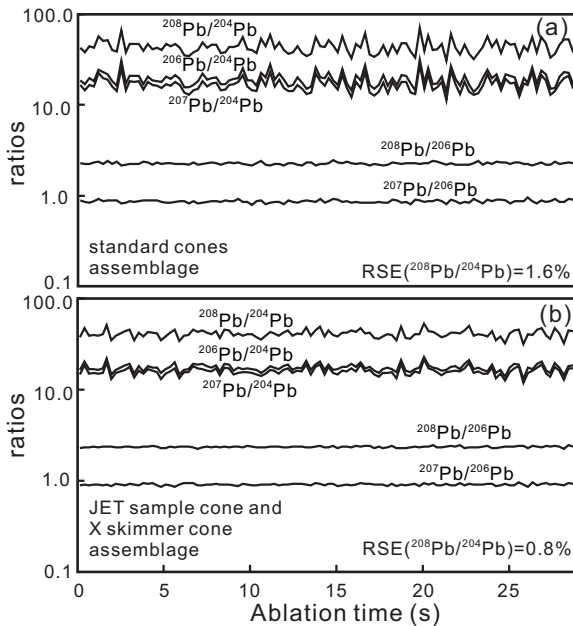 100.0
(a)
²⁰⁸Pb/²⁰⁴Pb
²⁰⁶Pb/²⁰⁴Pb
10.0
²⁰⁷Pb/²⁰⁴Pb
ratios
²⁰⁸Pb/²⁰⁶Pb
1.0
²⁰⁷Pb/²⁰⁶Pb
standard cones
assemblage
RSE(²⁰⁸Pb/²⁰⁴Pb)=1.6%
0.1
100.0
(b)
²⁰⁸Pb/²⁰⁴Pb
²⁰⁶Pb/²⁰⁴Pb
10.0
²⁰⁷Pb/²⁰⁴Pb
ratios
²⁰⁸Pb/²⁰⁶Pb
1.0
²⁰⁷Pb/²⁰⁶Pb
JET sample cone and
X skimmer cone
assemblage
RSE(²⁰⁸Pb/²⁰⁴Pb)=0.8%
0.1
0 5 10 15 20 25
Ablation time (s)